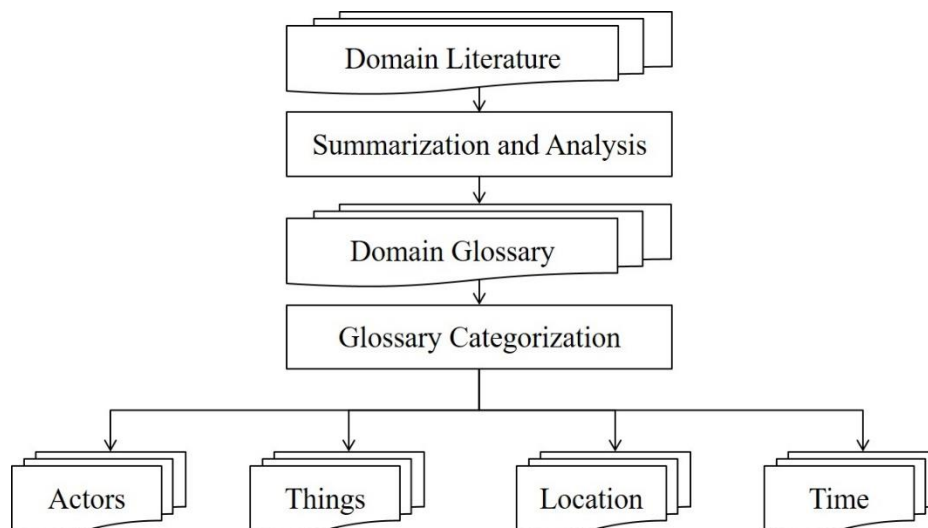 Domain Literature
Summarization and Analysis
Domain Glossary
Glossary Categorization
Actors
Things
Location
Time